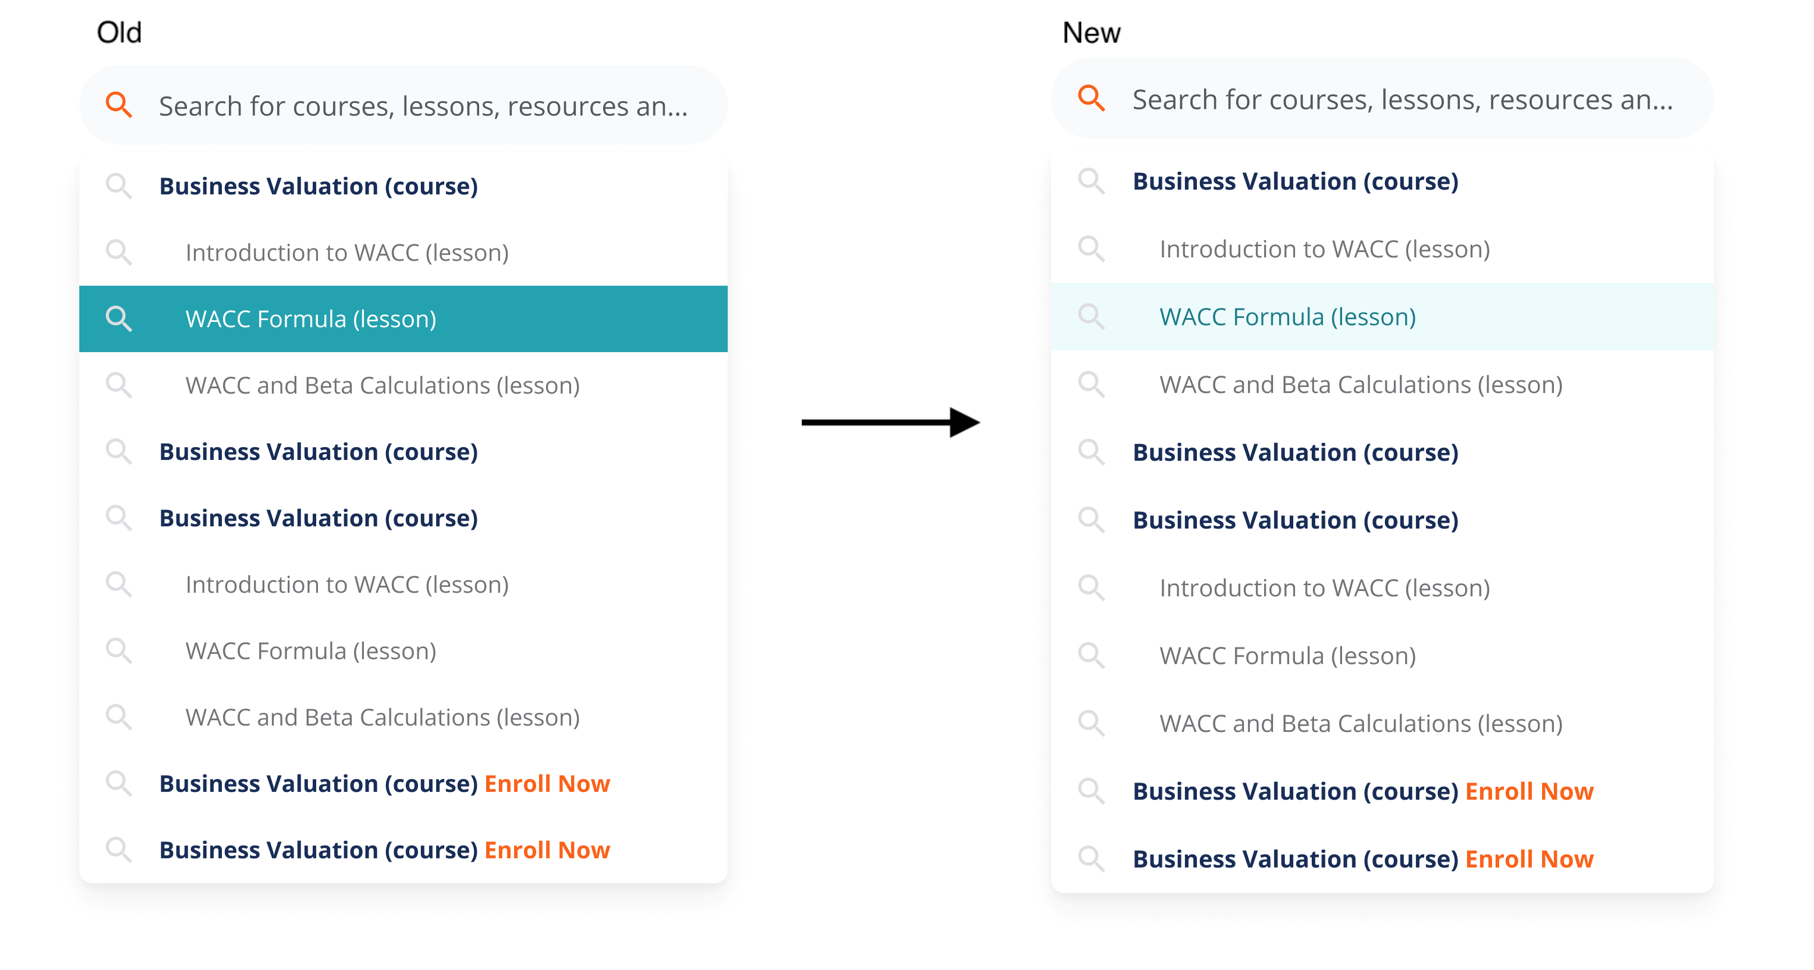 Old
Search for courses, lessons, resources an...
Business Valuation (course)
Introduction to WACC (lesson)
WACC Formula (lesson)
WACC and Beta Calculations (lesson)
Business Valuation (course)
Business Valuation (course)
Introduction to WACC (lesson)
WACC Formula (lesson)
WACC and Beta Calculations (lesson)
Business Valuation (course) Enroll Now
Business Valuation (course) Enroll Now
New
Search for courses, lessons, resources an...
Business Valuation (course)
Introduction to WACC (lesson)
WACC Formula (lesson)
WACC and Beta Calculations (lesson)
Business Valuation (course)
Business Valuation (course)
Introduction to WACC (lesson)
WACC Formula (lesson)
WACC and Beta Calculations (lesson)
Business Valuation (course) Enroll Now
Business Valuation (course) Enroll Now